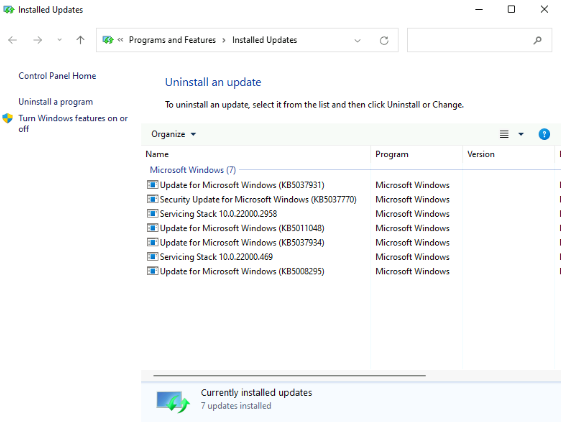 Installed Updates
« Programs and Features > Installed Updates
Control Panel Home
Uninstall a program
Turn Windows features on or
off
Uninstall an update
To uninstall an update, select it from the list and then click Uninstall or Change.
Organize
Name Program Version
Microsoft Windows (7)
Update for Microsoft Windows (KB5037931) Microsoft Windows
Security Update for Microsoft Windows (KB5037770) Microsoft Windows
Servicing Stack 10.0.22000.2958 Microsoft Windows
Update for Microsoft Windows (KB5011048) Microsoft Windows
Update for Microsoft Windows (KB5037934) Microsoft Windows
Servicing Stack 10.0.22000.469 Microsoft Windows
Update for Microsoft Windows (KB5008295) Microsoft Windows
Currently installed updates
7 updates installed